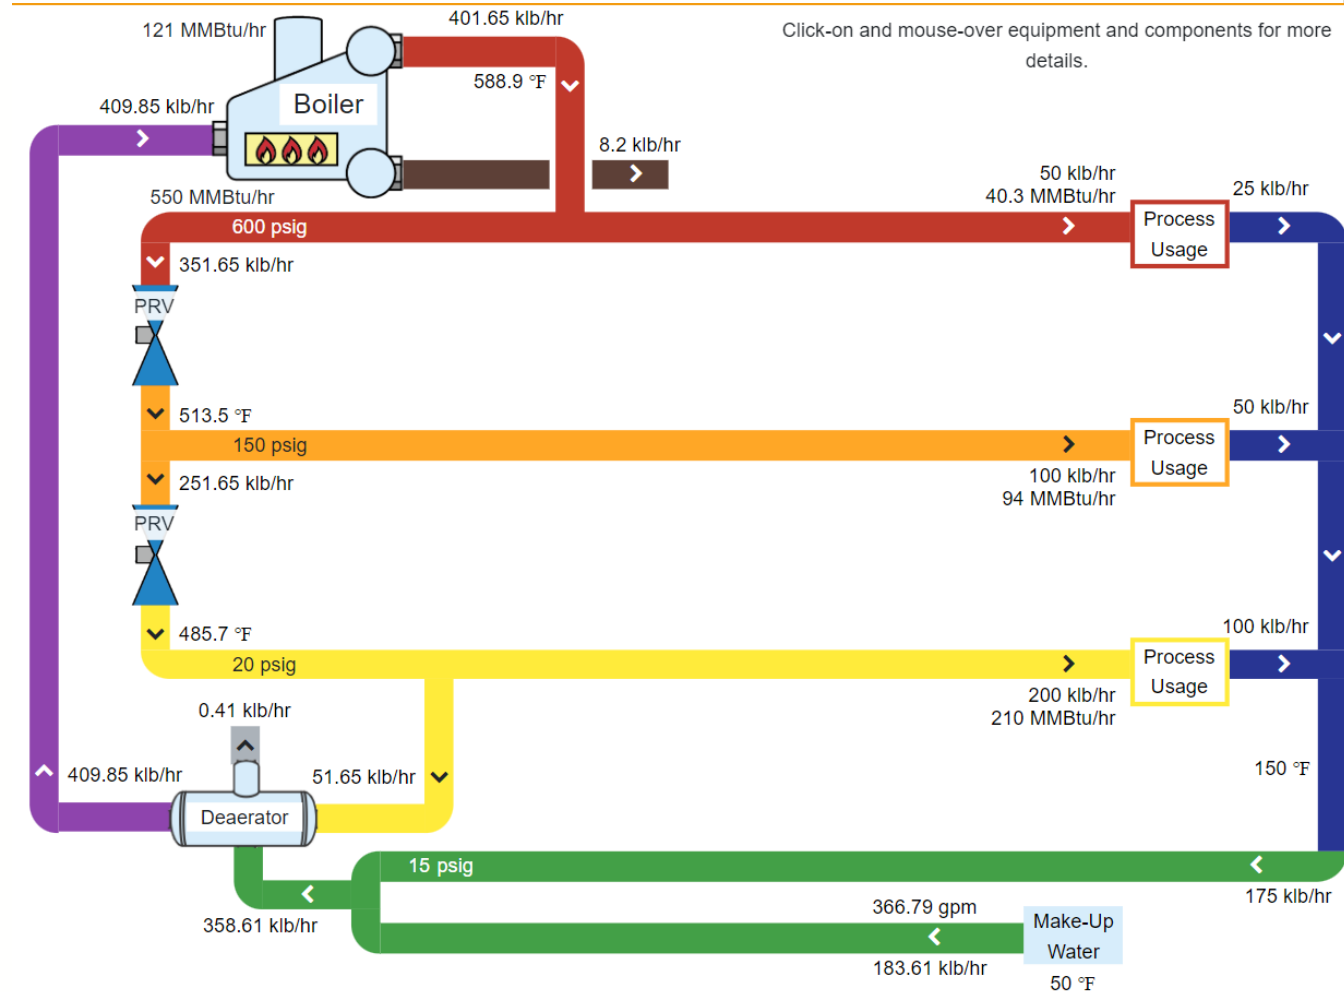 401.65 klb/hr
121 MMBtu/hr
Click-on and mouse-over equipment and components for more
details.
588.9 °F
409.85 klb/hr
Boiler
8.2 klb/hr
550 MMBtu/hr
50 klb/hr
40.3 MMBtu/hr
25 klb/hr
600 psig
Process
Usage
351.65 klb/hr
PRV
513.5 °F
50 klb/hr
150 psig
Process
Usage
251.65 klb/hr
100 klb/hr
94 MMBtu/hr
PRV
485.7 °F
100 klb/hr
20 psig
Process
Usage
200 klb/hr
210 MMBtu/hr
0.41 klb/hr
409.85 klb/hr
51.65 klb/hr
150 °F
Deaerator
15 psig
175 klb/hr
358.61 klb/hr
366.79 gpm
Make-Up
Water
183.61 klb/hr
50 °F